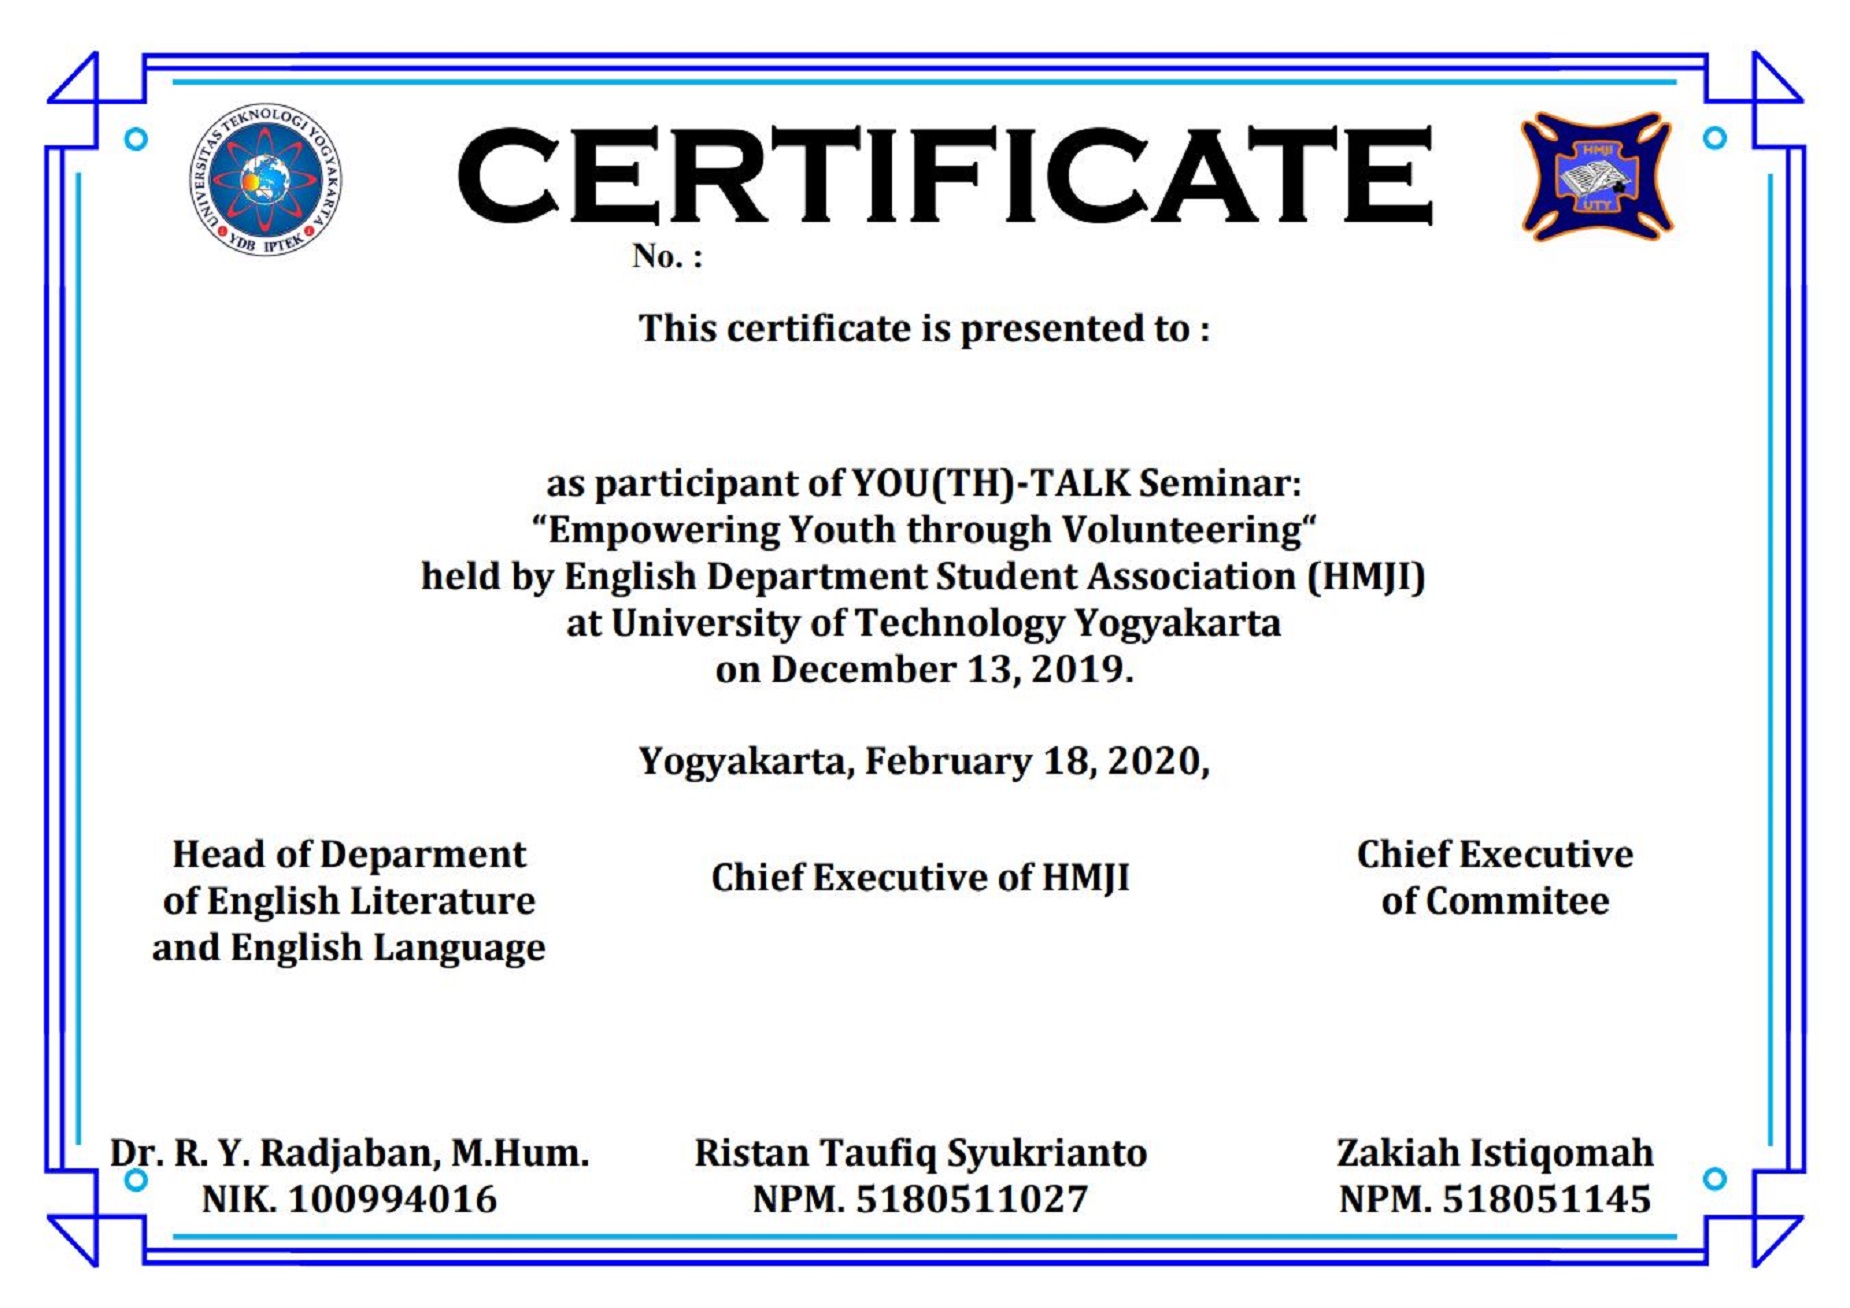 UNIVERSITAS TEKNOLOGI YOGYAKARTA
YDB IPTEK
CERTIFICATE
HMJI
UTY
No. :
This certificate is presented to :
as participant of YOU(TH)-TALK Seminar:
“Empowering Youth through Volunteering“
held by English Department Student Association (HMJI)
at University of Technology Yogyakarta
on December 13, 2019.
Yogyakarta, February 18, 2020,
Head of Deparment
of English Literature
and English Language
Chief Executive of HMJI
Chief Executive
of Commitee
Dr. R. Y. Radjaban, M.Hum.
NIK. 100994016
Ristan Taufiq Syukrianto
NPM. 5180511027
Zakiah Istiqomah
NPM. 518051145